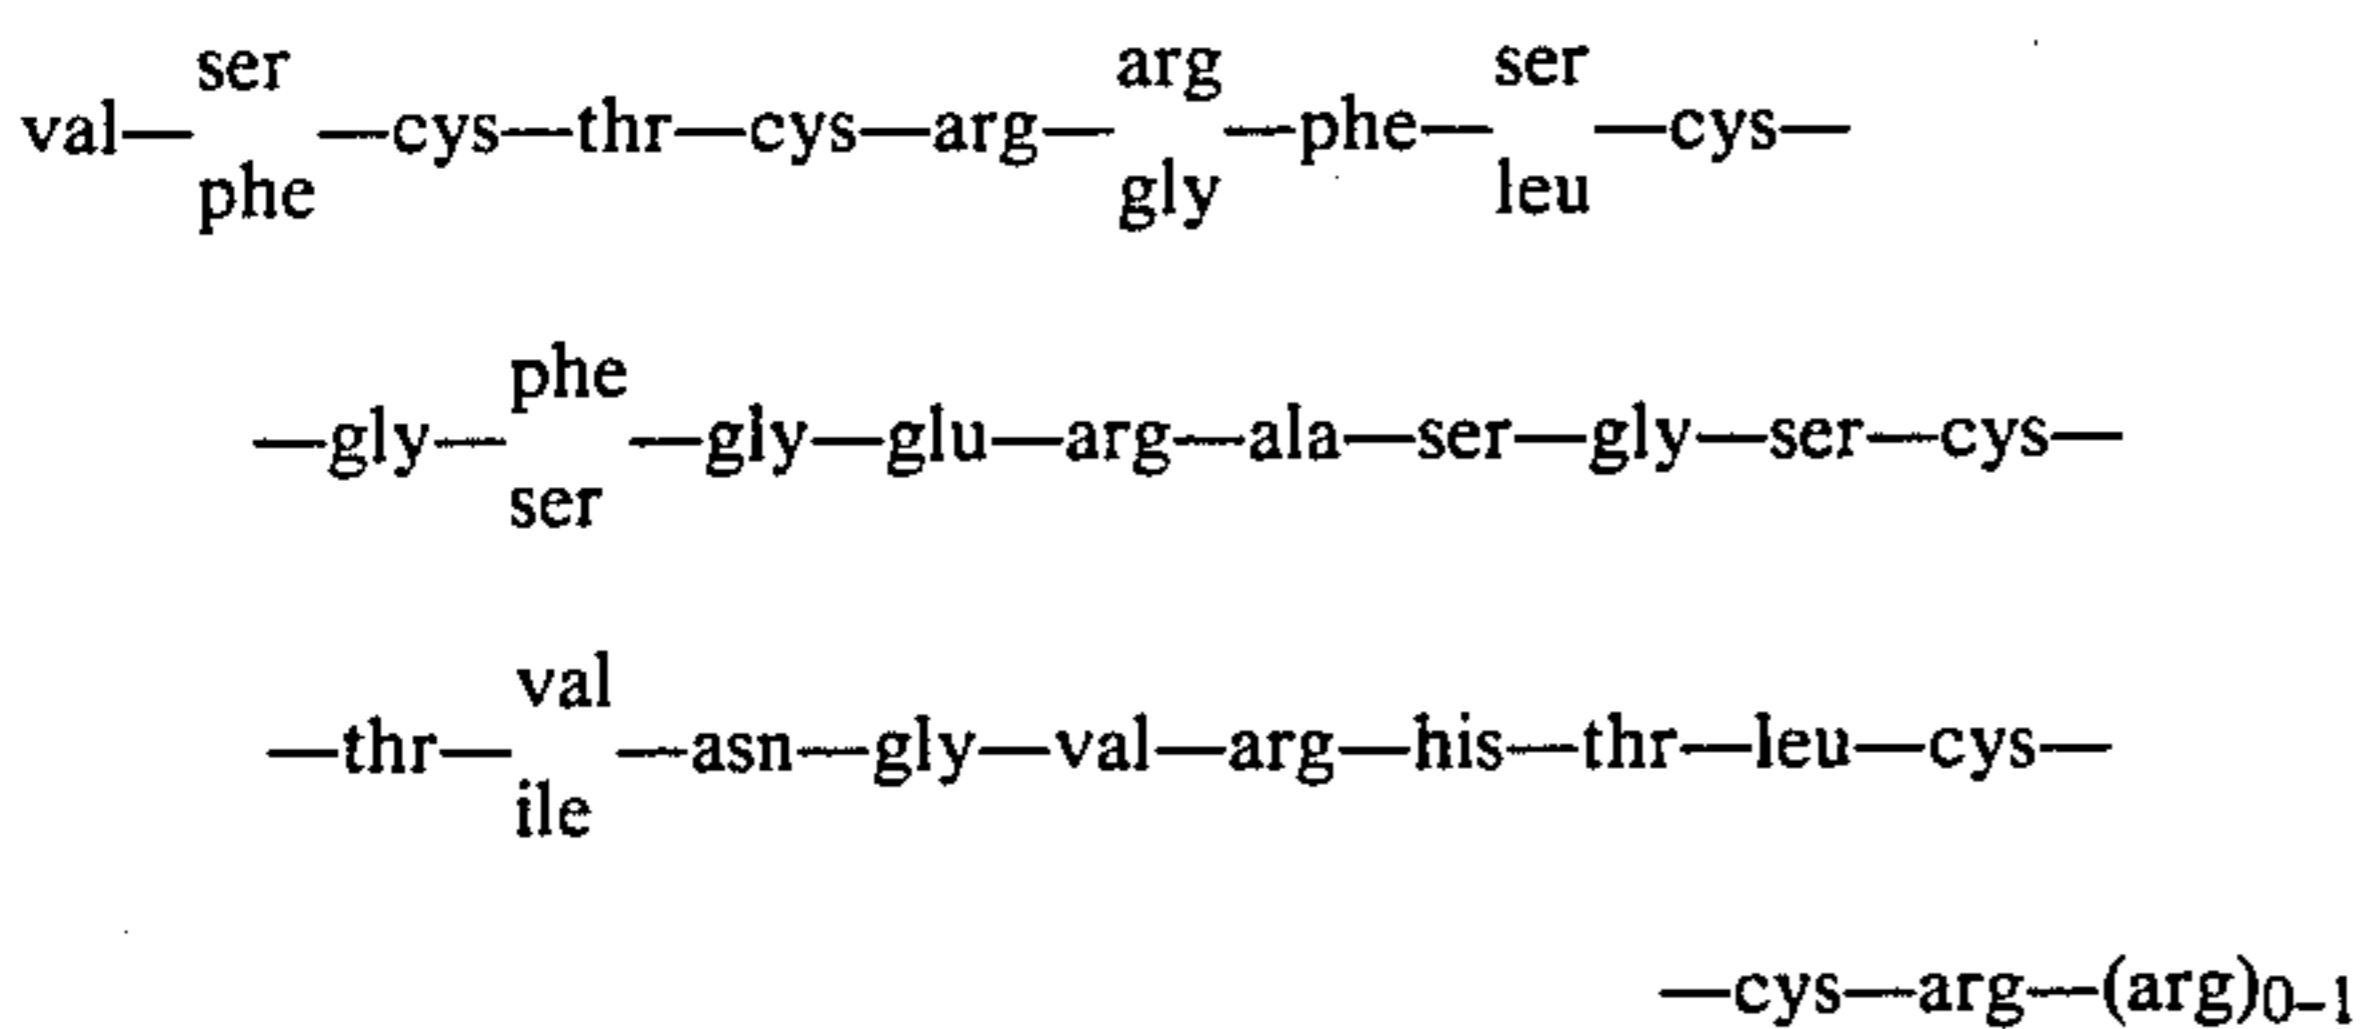 ser arg ser
val— —cys—thr—cys—arg— —phe— —cys—
phe gly leu
phe
—gly— —gly—glu—arg—ala—ser—gly—ser—cys—
ser
val
—thr— —asn—gly—val—arg—his—thr—leu—cys—
ile
—cys—arg—(arg)0–1